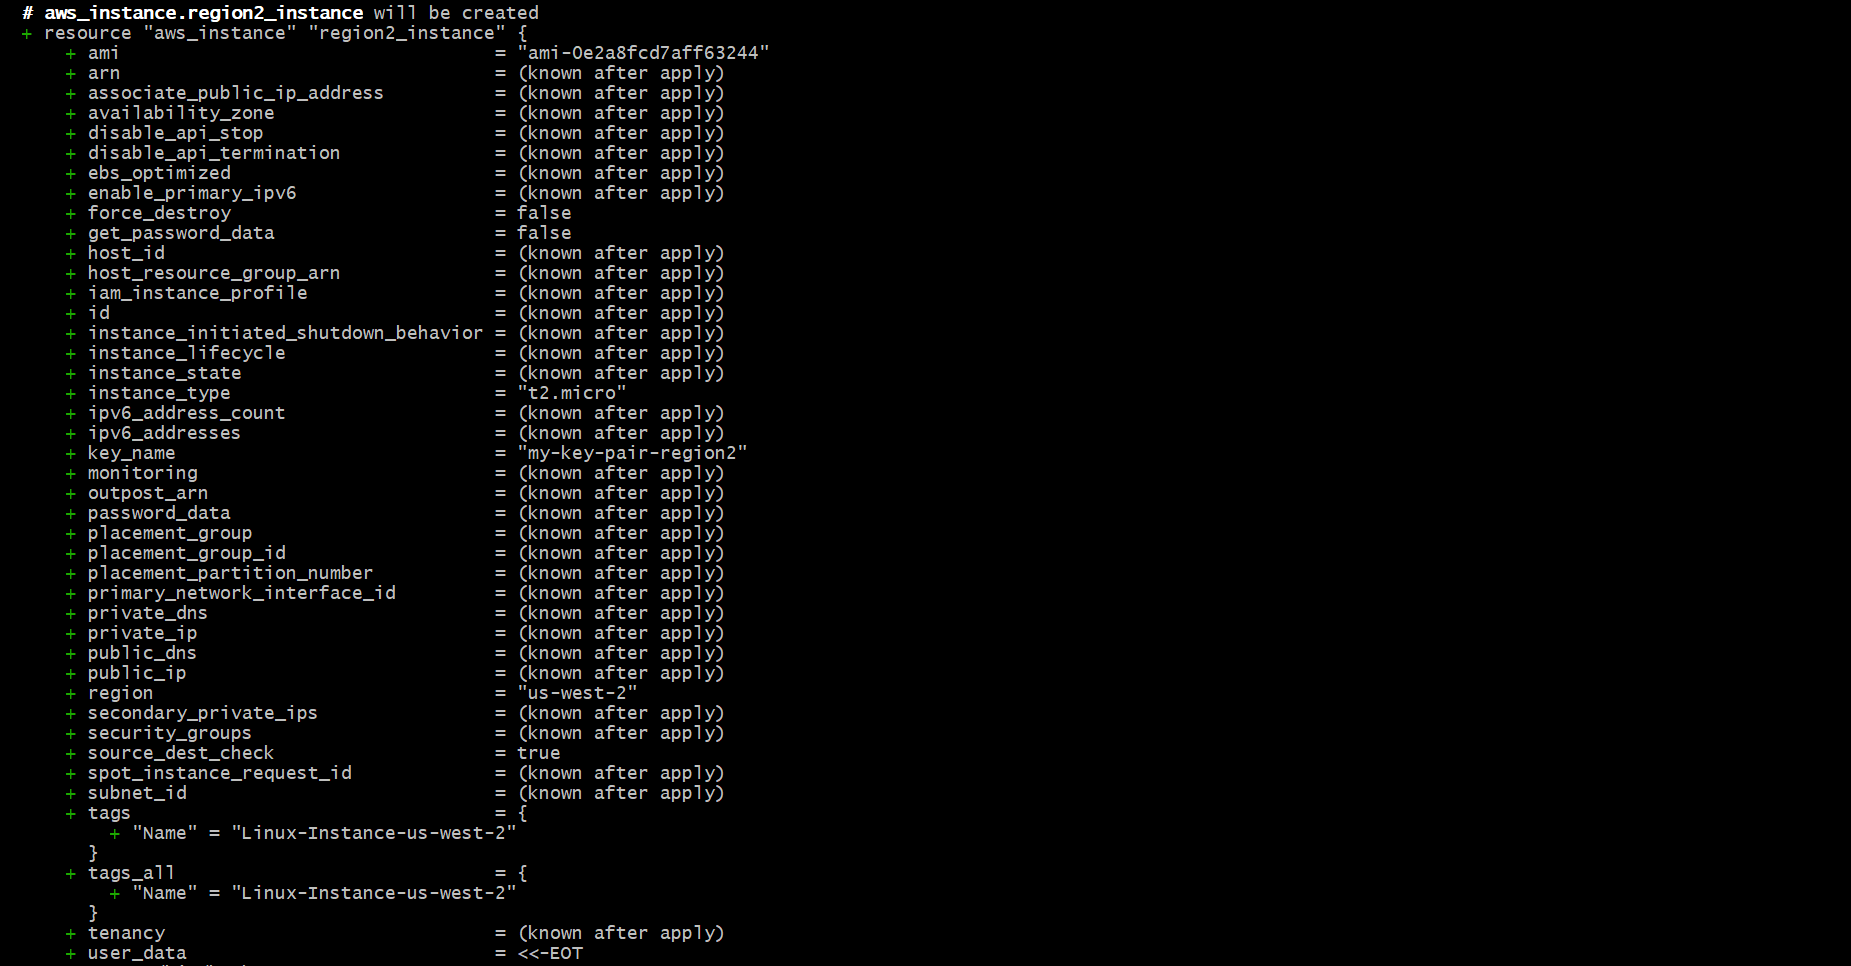 # aws_instance.region2_instance will be created
+ resource "aws_instance" "region2_instance" {
+ ami = "ami-0e2a8fcd7aff63244"
+ arn = (known after apply)
+ associate_public_ip_address = (known after apply)
+ availability_zone = (known after apply)
+ disable_api_stop = (known after apply)
+ disable_api_termination = (known after apply)
+ ebs_optimized = (known after apply)
+ enable_primary_ipv6 = (known after apply)
+ force_destroy = false
+ get_password_data = false
+ host_id = (known after apply)
+ host_resource_group_arn = (known after apply)
+ iam_instance_profile = (known after apply)
+ id = (known after apply)
+ instance_initiated_shutdown_behavior = (known after apply)
+ instance_lifecycle = (known after apply)
+ instance_state = (known after apply)
+ instance_type = "t2.micro"
+ ipv6_address_count = (known after apply)
+ ipv6_addresses = (known after apply)
+ key_name = "my-key-pair-region2"
+ monitoring = (known after apply)
+ outpost_arn = (known after apply)
+ password_data = (known after apply)
+ placement_group = (known after apply)
+ placement_group_id = (known after apply)
+ placement_partition_number = (known after apply)
+ primary_network_interface_id = (known after apply)
+ private_dns = (known after apply)
+ private_ip = (known after apply)
+ public_dns = (known after apply)
+ public_ip = (known after apply)
+ region = "us-west-2"
+ secondary_private_ips = (known after apply)
+ security_groups = (known after apply)
+ source_dest_check = true
+ spot_instance_request_id = (known after apply)
+ subnet_id = (known after apply)
+ tags = {
+ "Name" = "Linux-Instance-us-west-2"
}
+ tags_all = {
+ "Name" = "Linux-Instance-us-west-2"
}
+ tenancy = (known after apply)
+ user_data = <<-EOT